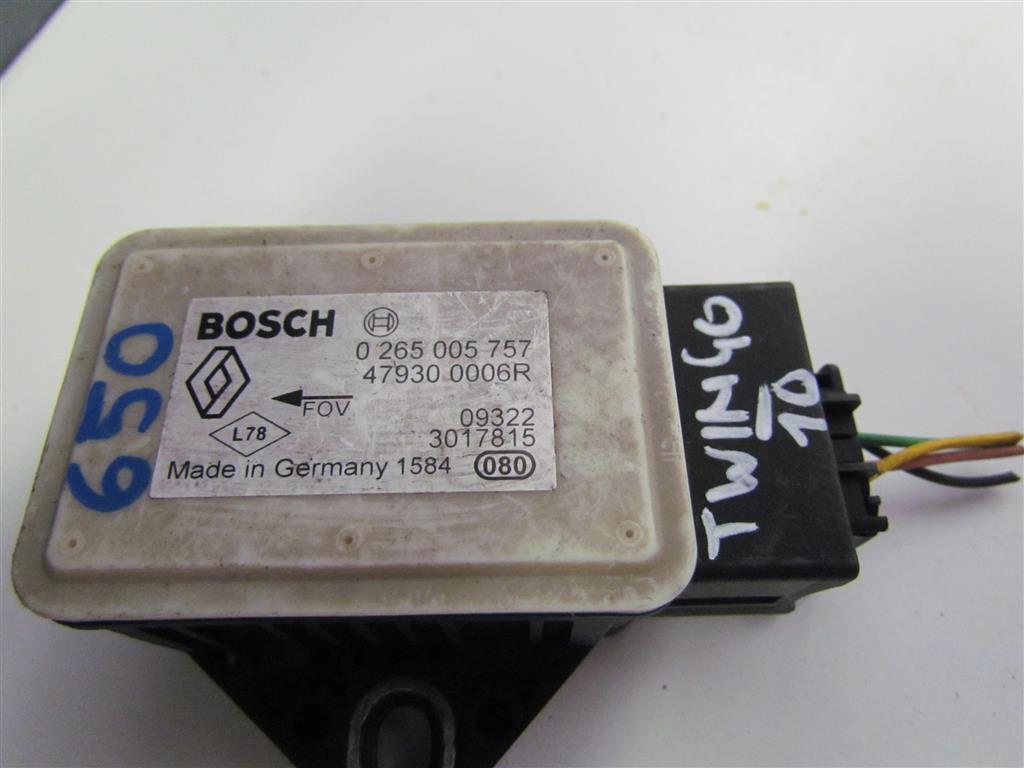 BOSCH
0 265 005 757
47930 0006R
FOV
09322
L78
3017815
Made in Germany 1584 080
650
TWINGO
10